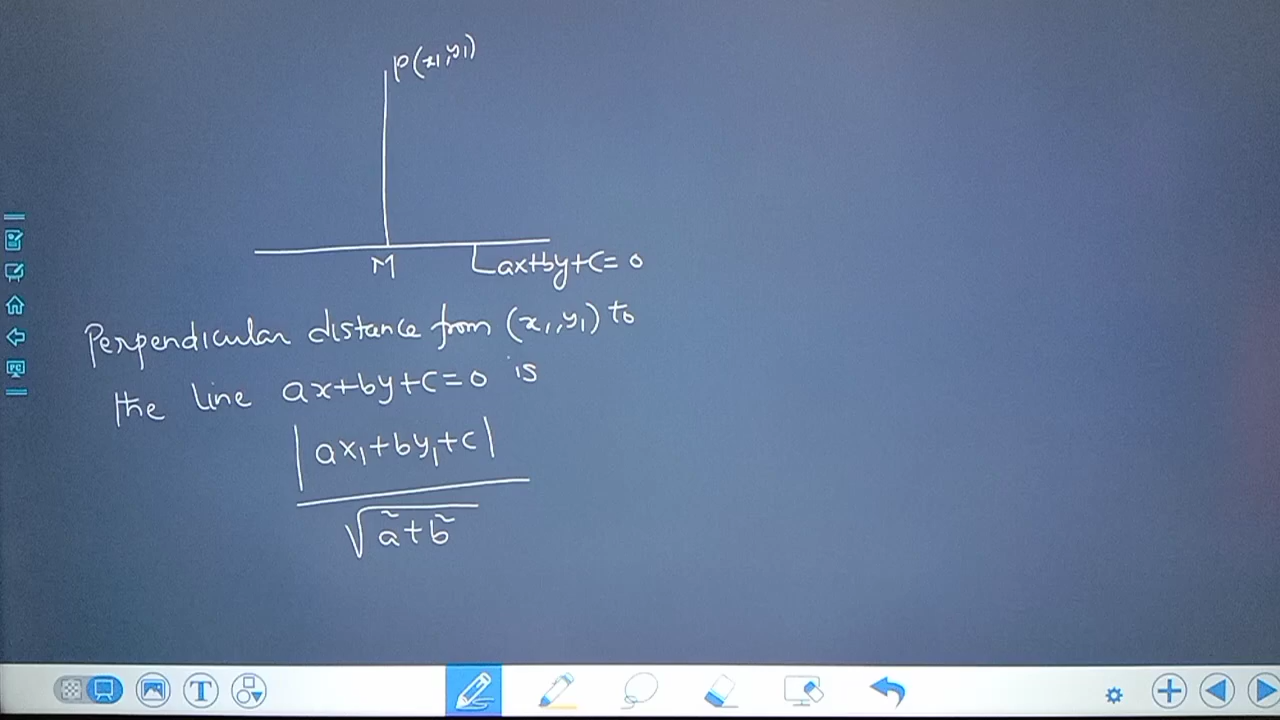 P(x₁,y₁)
M
ax+by+c=0
Perpendicular distance from (x₁,y₁) to
the line ax+by+c=0 is
|ax₁+by₁+c|
√a²+b²
PC
T